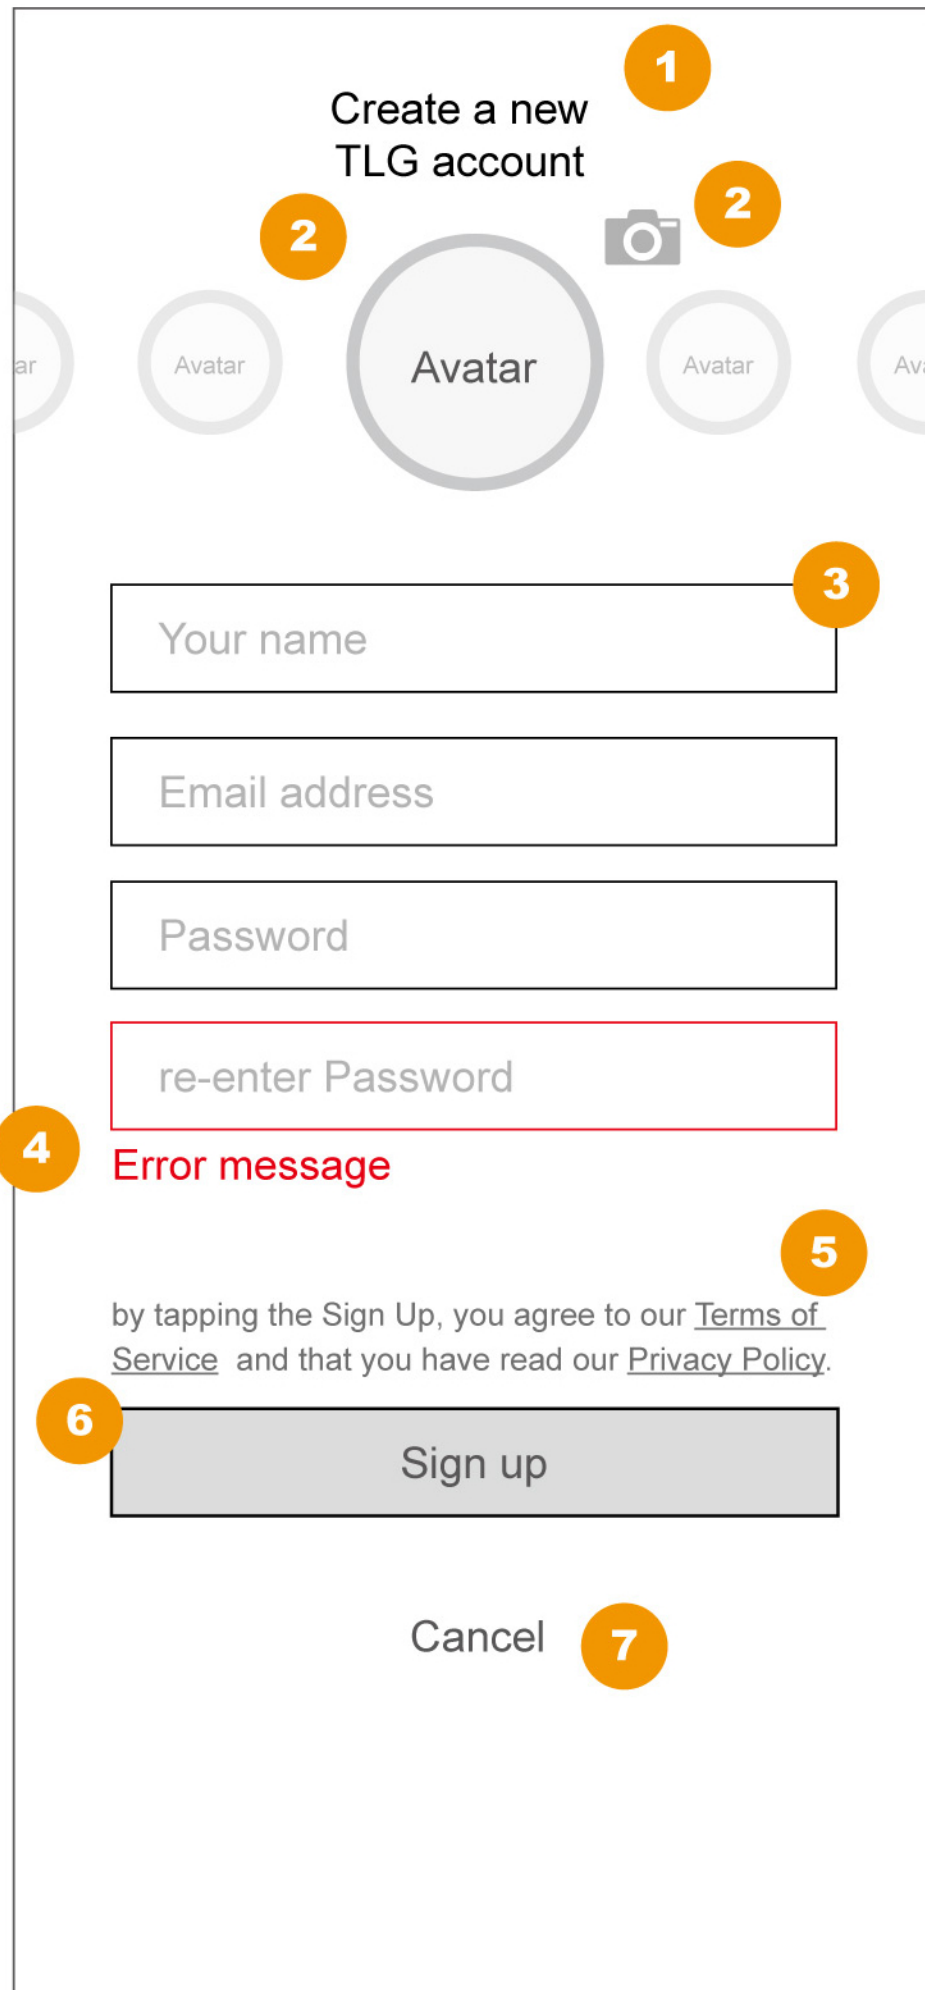 1
Create a new
TLG account
2
2
ar
Avatar
Avatar
Avatar
Ava
3
Your name
Email address
Password
re-enter Password
4
Error message
5
by tapping the Sign Up, you agree to our Terms of
Service and that you have read our Privacy Policy.
6
Sign up
Cancel
7